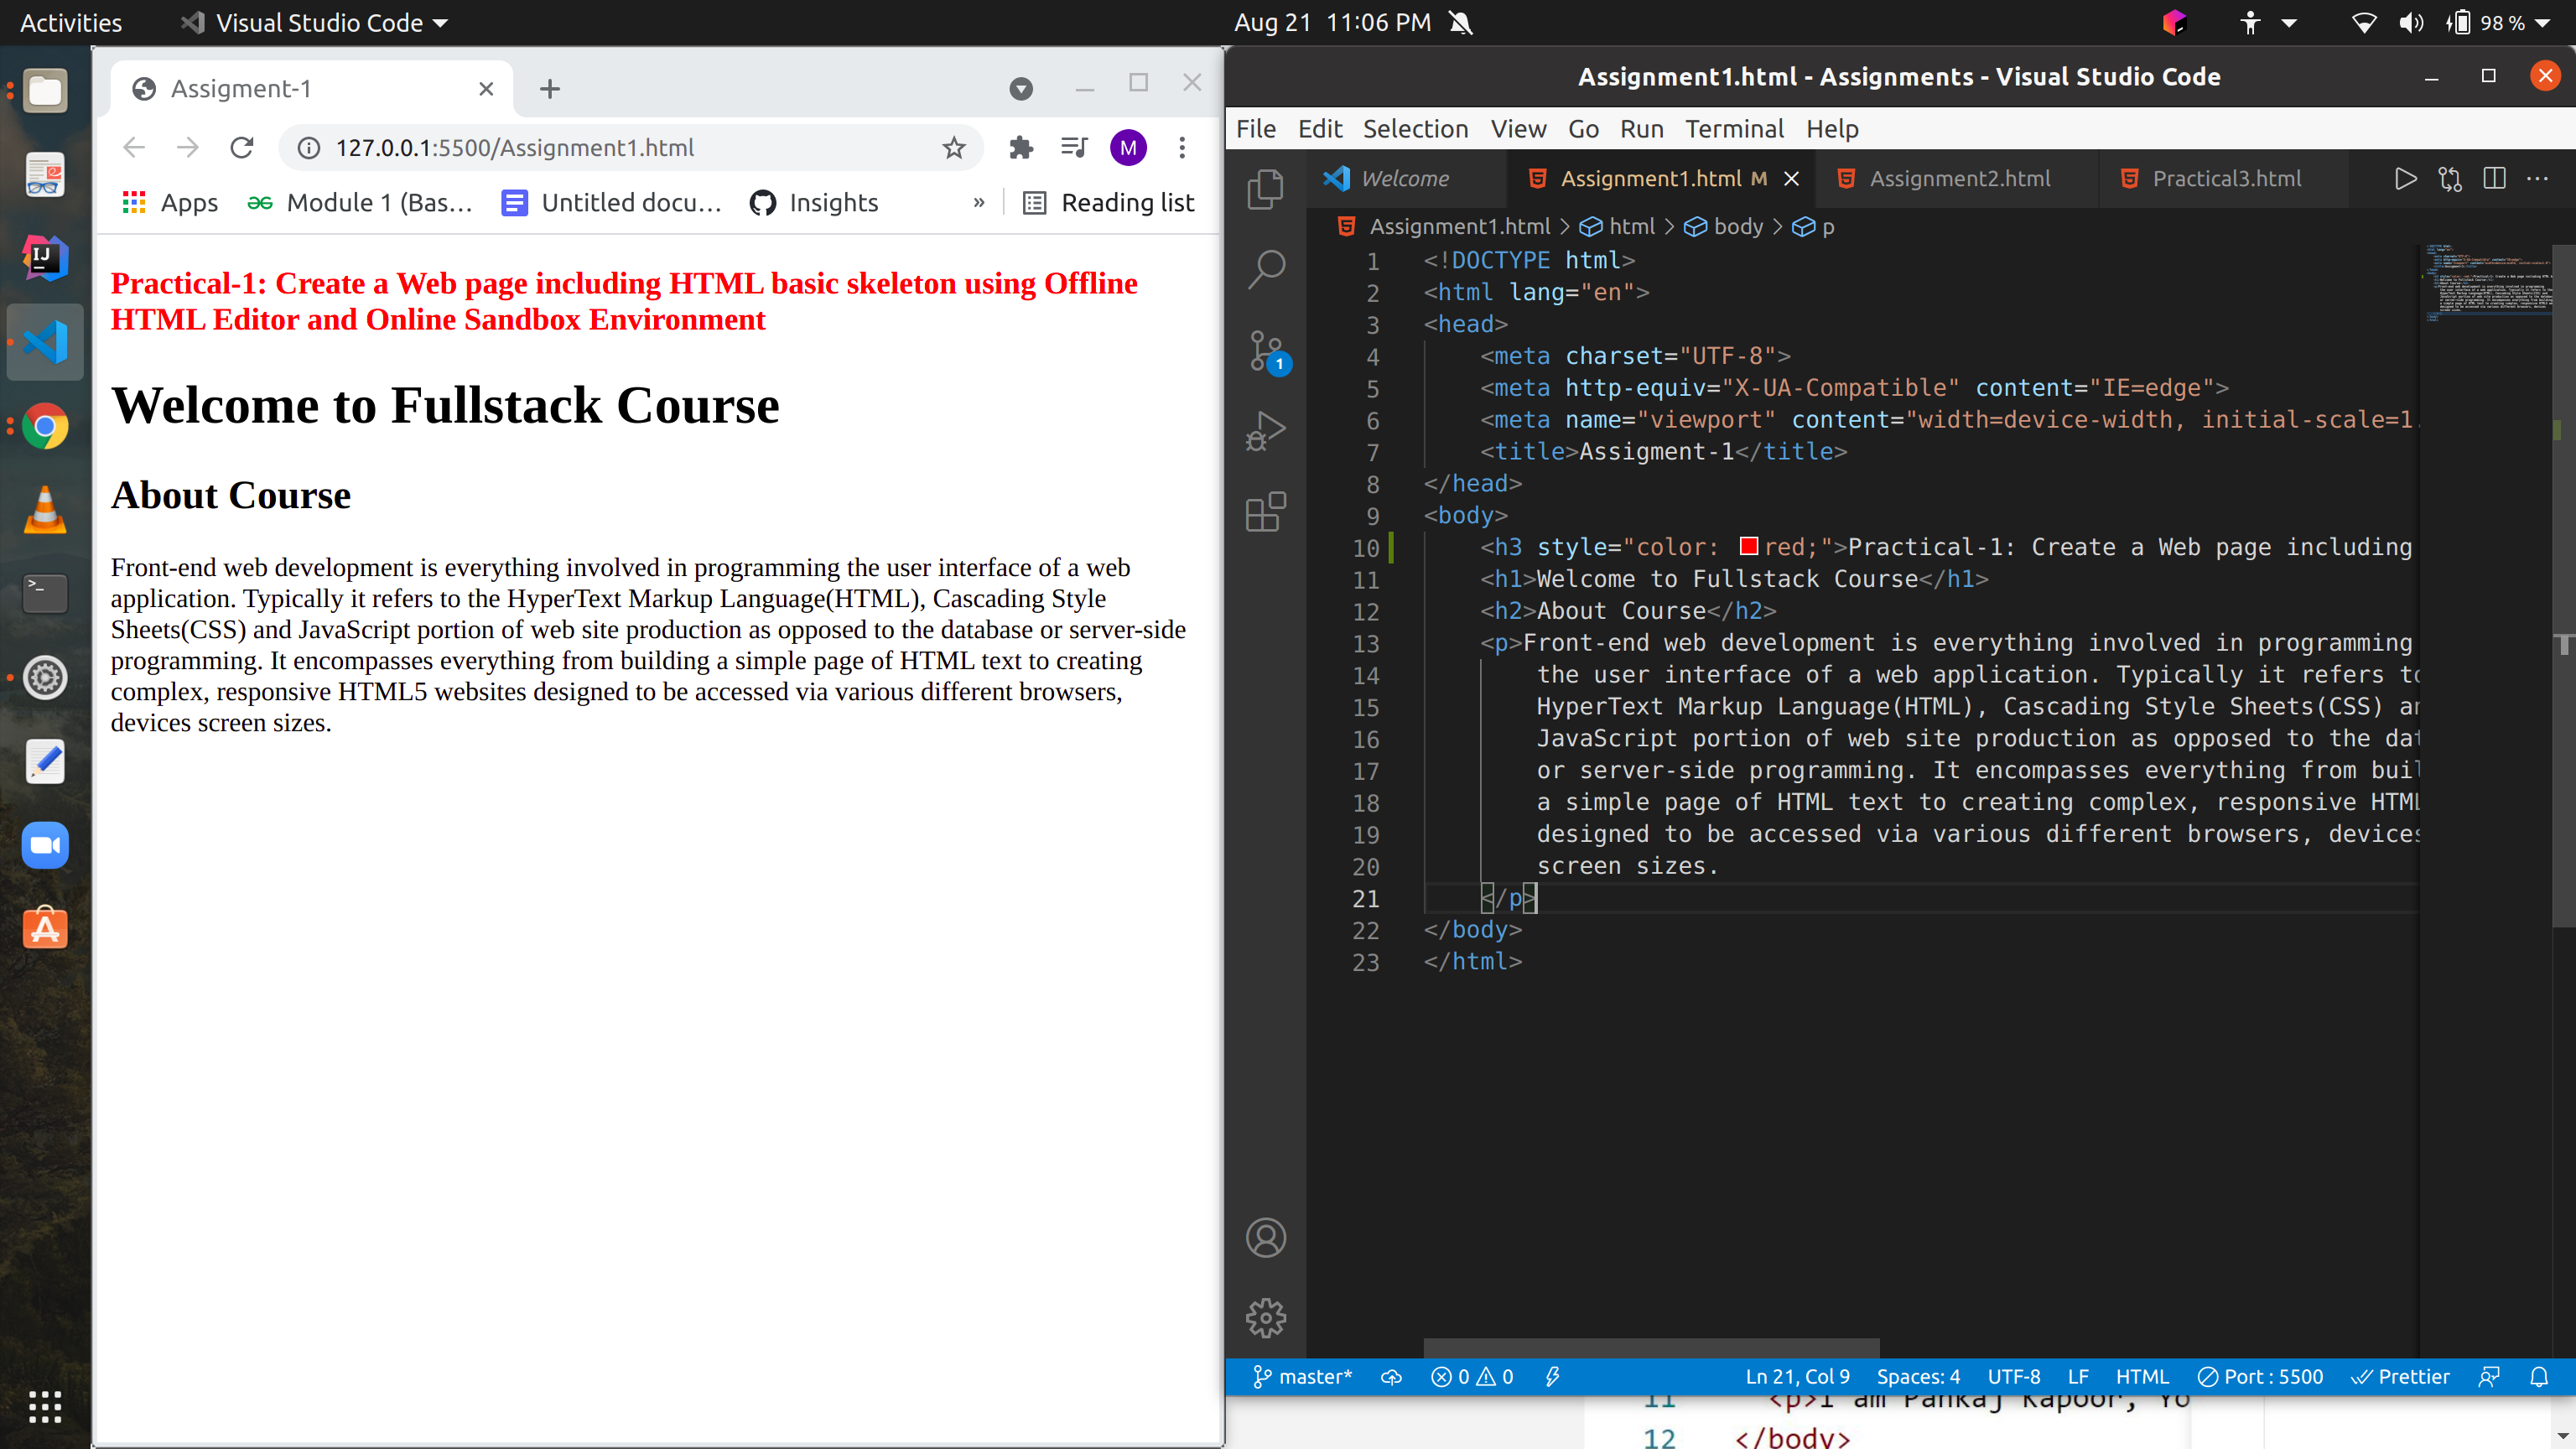 Activities
Visual Studio Code
Aug 21 11:06 PM
98 %
Assigment-1
127.0.0.1:5500/Assignment1.html
M
Apps
Module 1 (Bas...
Untitled docu...
Insights
»
Reading list
Practical-1: Create a Web page including HTML basic skeleton using Offline
HTML Editor and Online Sandbox Environment
Welcome to Fullstack Course
About Course
Front-end web development is everything involved in programming the user interface of a web
application. Typically it refers to the HyperText Markup Language(HTML), Cascading Style
Sheets(CSS) and JavaScript portion of web site production as opposed to the database or server-side
programming. It encompasses everything from building a simple page of HTML text to creating
complex, responsive HTML5 websites designed to be accessed via various different browsers,
devices screen sizes.
Assignment1.html - Assignments - Visual Studio Code
File Edit Selection View Go Run Terminal Help
Welcome
Assignment1.html M
Assignment2.html
Practical3.html
Assignment1.html > html > body > p
1
1 <!DOCTYPE html>
2 <html lang="en">
3 <head>
4 <meta charset="UTF-8">
5 <meta http-equiv="X-UA-Compatible" content="IE=edge">
6 <meta name="viewport" content="width=device-width, initial-scale=1.
7 <title>Assigment-1</title>
8 </head>
9 <body>
10 <h3 style="color: red;">Practical-1: Create a Web page including
11 <h1>Welcome to Fullstack Course</h1>
12 <h2>About Course</h2>
13 <p>Front-end web development is everything involved in programming
14 the user interface of a web application. Typically it refers to
15 HyperText Markup Language(HTML), Cascading Style Sheets(CSS) an
16 JavaScript portion of web site production as opposed to the dat
17 or server-side programming. It encompasses everything from buil
18 a simple page of HTML text to creating complex, responsive HTML
19 designed to be accessed via various different browsers, devices
20 screen sizes.
21 </p>
22 </body>
23 </html>
master*
0 0
Ln 21, Col 9
Spaces: 4
UTF-8
LF
HTML
Port : 5500
Prettier
11 <p>I am Pankaj Kapoor, Yo
12 </body>